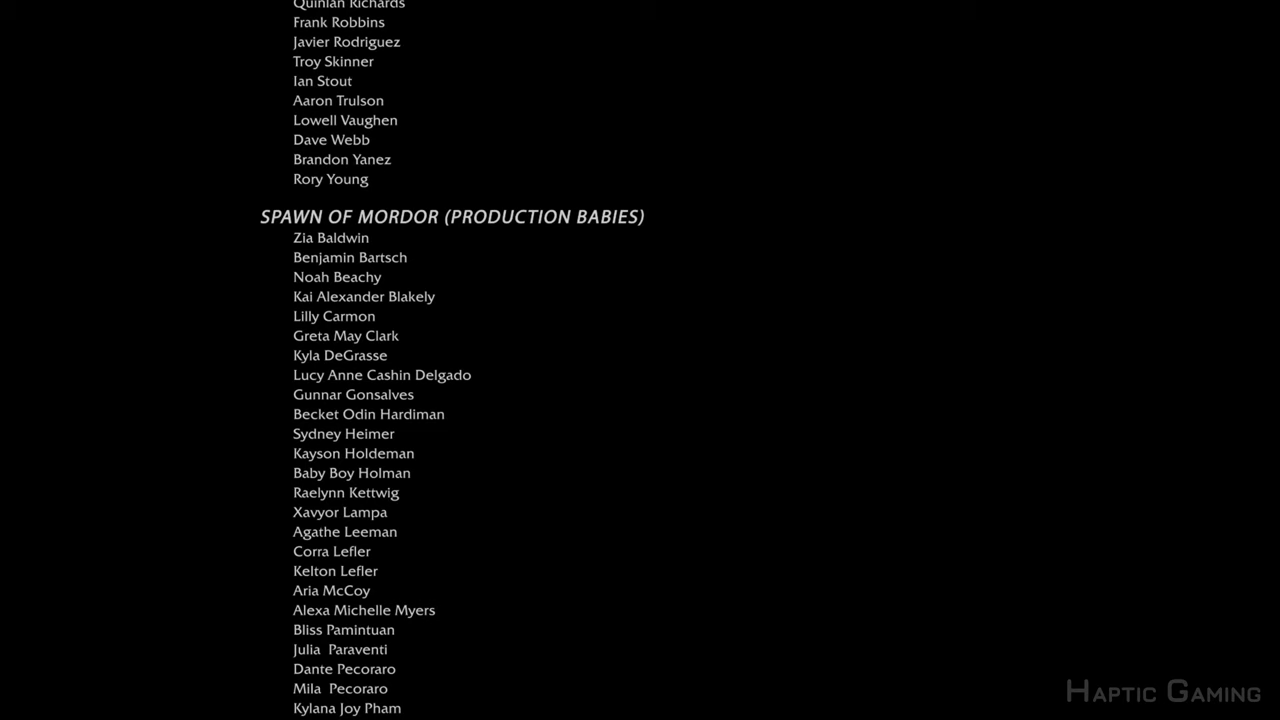 Quinlan Richards
Frank Robbins
Javier Rodriguez
Troy Skinner
Ian Stout
Aaron Trulson
Lowell Vaughen
Dave Webb
Brandon Yanez
Rory Young
SPAWN OF MORDOR (PRODUCTION BABIES)
Zia Baldwin
Benjamin Bartsch
Noah Beachy
Kai Alexander Blakely
Lilly Carmon
Greta May Clark
Kyla DeGrasse
Lucy Anne Cashin Delgado
Gunnar Gonsalves
Becket Odin Hardiman
Sydney Heimer
Kayson Holdeman
Baby Boy Holman
Raelynn Kettwig
Xavyor Lampa
Agathe Leeman
Corra Lefler
Kelton Lefler
Aria McCoy
Alexa Michelle Myers
Bliss Pamintuan
Julia  Paraventi
Dante Pecoraro
Mila  Pecoraro
Kylana Joy Pham
HAPTIC GAMING